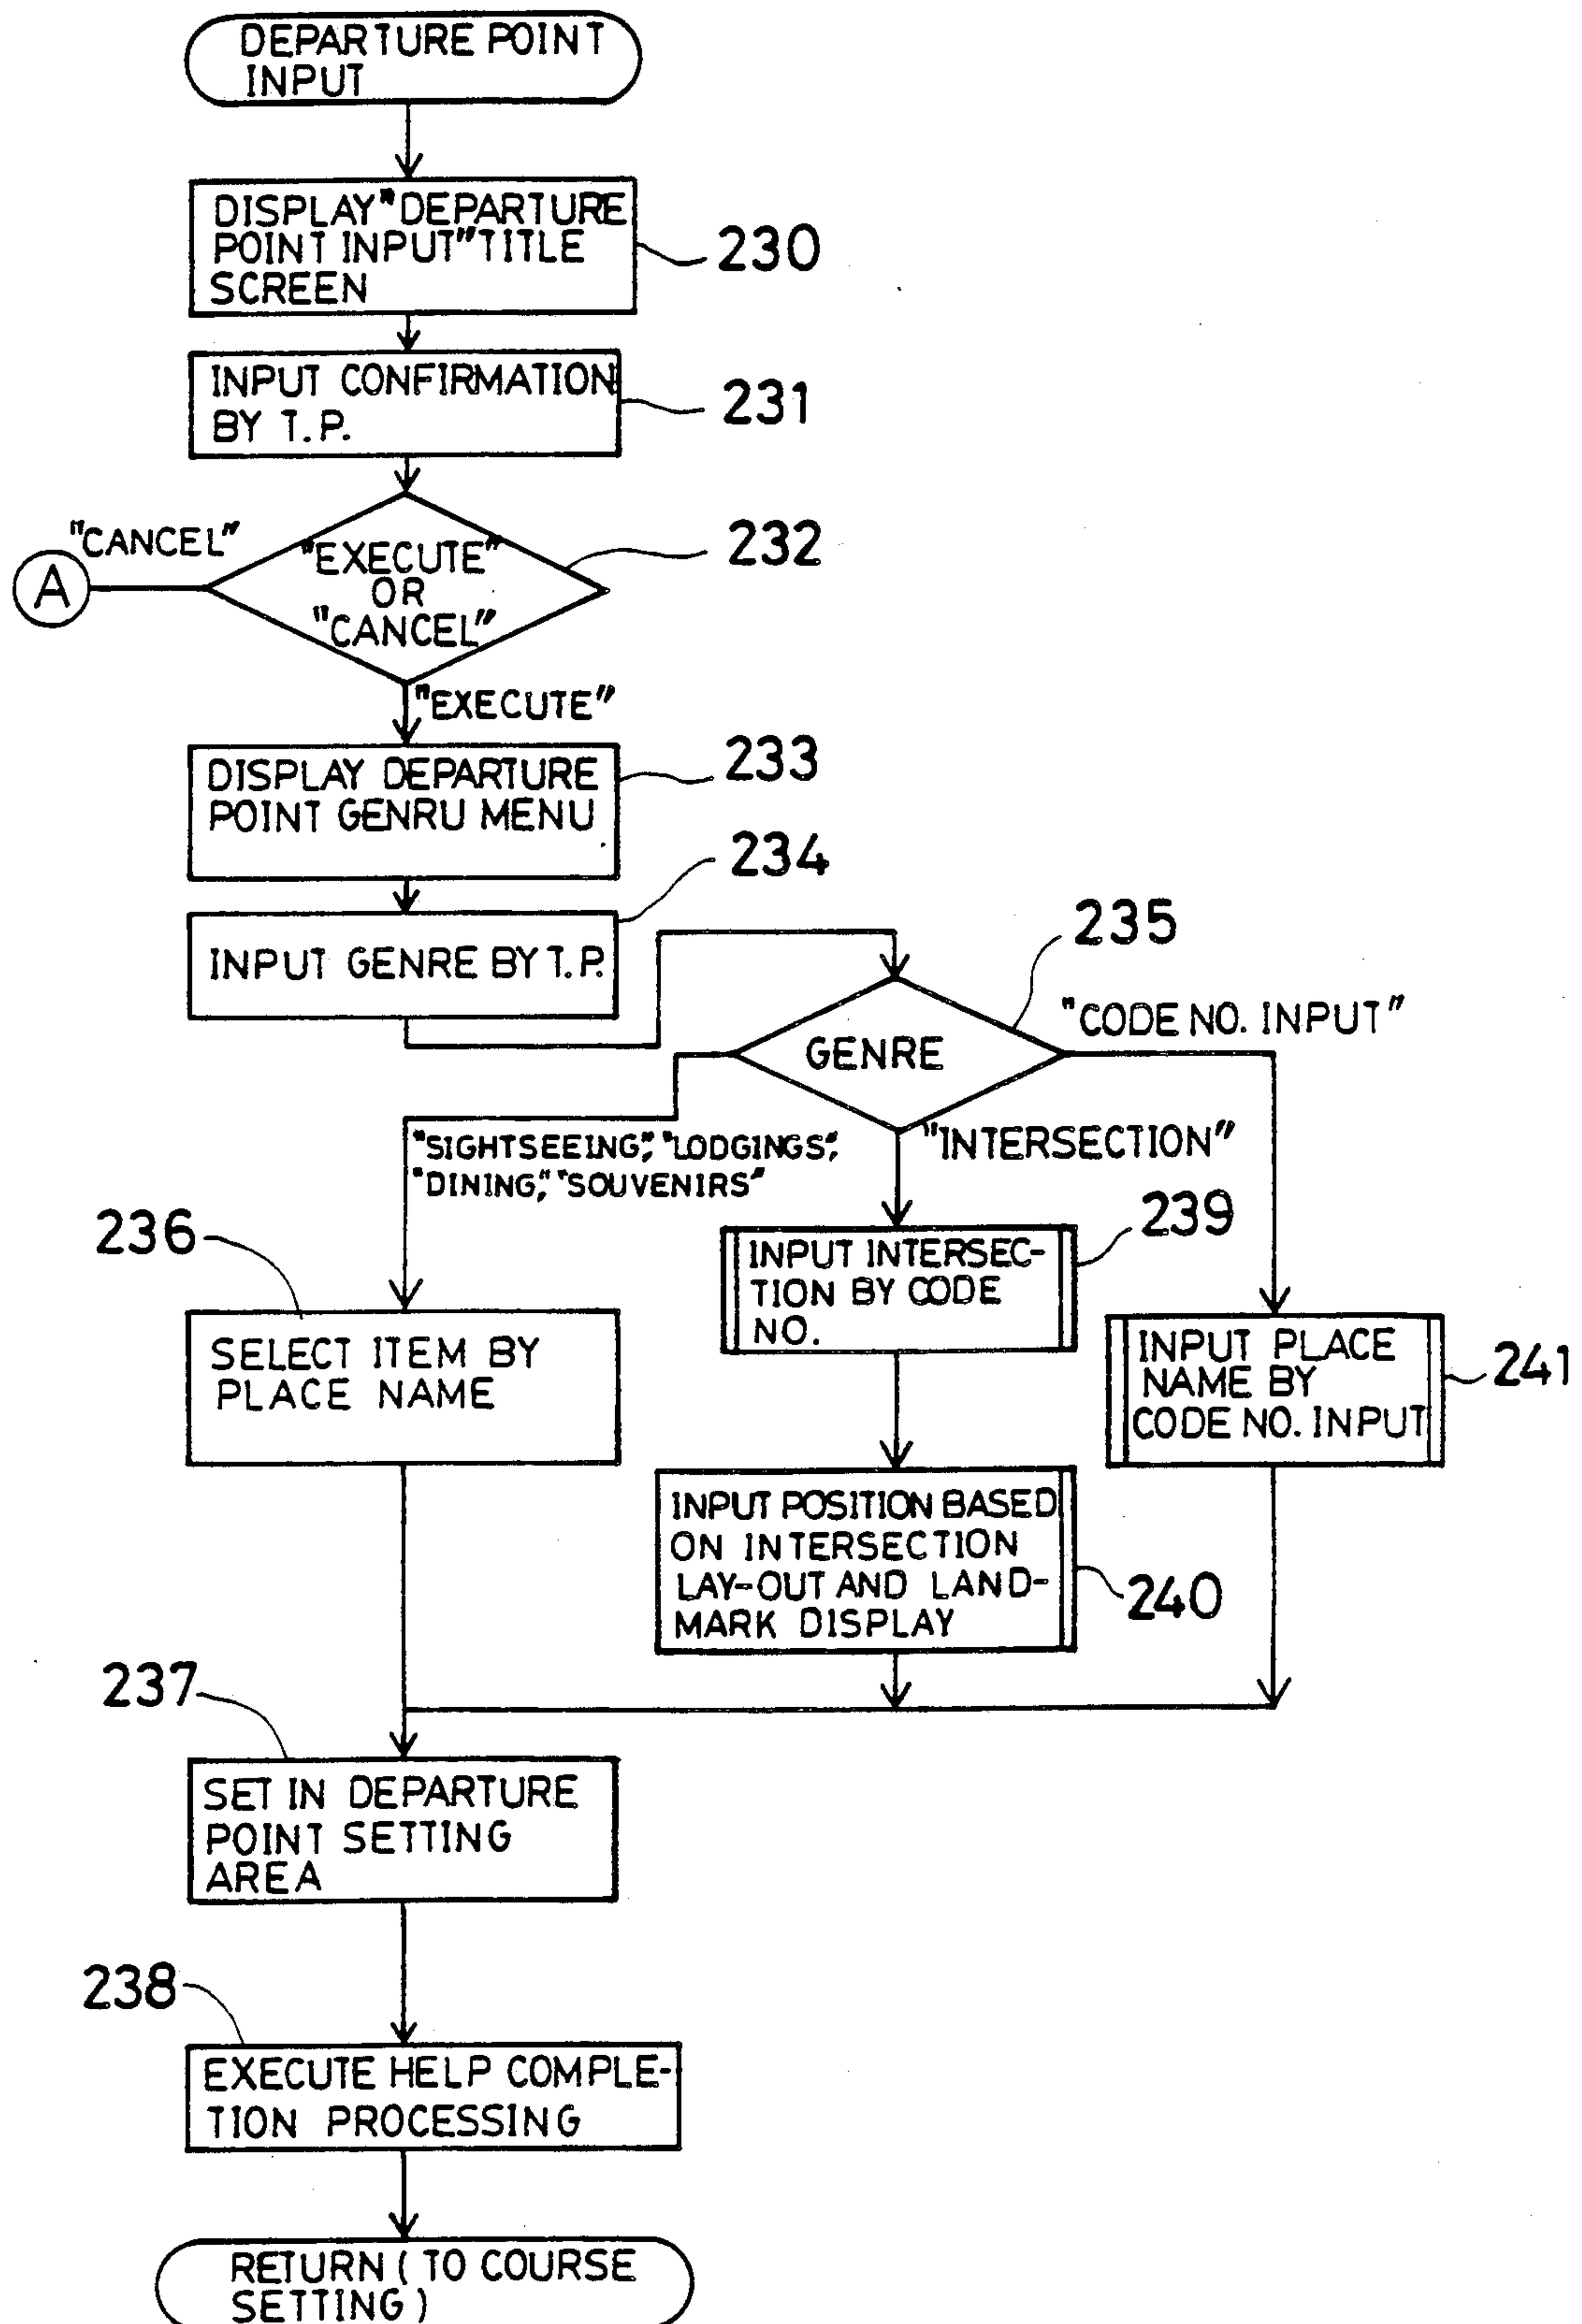 DEPARTURE POINT
INPUT
DISPLAY "DEPARTURE
POINT INPUT" TITLE
SCREEN
230
INPUT CONFIRMATION
BY T.P.
231
"CANCEL"
A
"EXECUTE"
OR
"CANCEL"
232
"EXECUTE"
DISPLAY DEPARTURE
POINT GENRU MENU
233
INPUT GENRE BY T.P.
234
GENRE
235
"CODE NO. INPUT"
"SIGHTSEEING," "LODGINGS",
"DINING," "SOUVENIRS"
"INTERSECTION"
236
SELECT ITEM BY
PLACE NAME
INPUT INTERSEC-
TION BY CODE
NO.
239
INPUT PLACE
NAME BY
CODE NO. INPUT
241
INPUT POSITION BASED
ON INTERSECTION
LAY-OUT AND LAND-
MARK DISPLAY
240
237
SET IN DEPARTURE
POINT SETTING
AREA
238
EXECUTE HELP COMPLE-
TION PROCESSING
RETURN ( TO COURSE
SETTING )